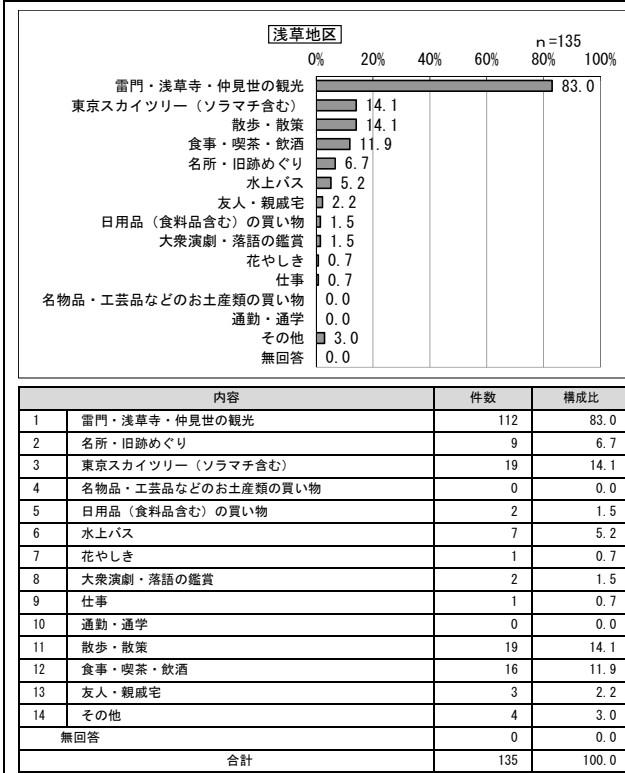 浅草地区
n=135
0% 20% 40% 60% 80% 100%
雷門・浅草寺・仲見世の観光 83.0
東京スカイツリー（ソラマチ含む） 14.1
散歩・散策 14.1
食事・喫茶・飲酒 11.9
名所・旧跡めぐり 6.7
水上バス 5.2
友人・親戚宅 2.2
日用品（食料品含む）の買い物 1.5
大衆演劇・落語の鑑賞 1.5
花やしき 0.7
仕事 0.7
名物品・工芸品などのお土産類の買い物 0.0
通勤・通学 0.0
その他 3.0
無回答 0.0
内容 件数 構成比
1 雷門・浅草寺・仲見世の観光 112 83.0
2 名所・旧跡めぐり 9 6.7
3 東京スカイツリー（ソラマチ含む） 19 14.1
4 名物品・工芸品などのお土産類の買い物 0 0.0
5 日用品（食料品含む）の買い物 2 1.5
6 水上バス 7 5.2
7 花やしき 1 0.7
8 大衆演劇・落語の鑑賞 2 1.5
9 仕事 1 0.7
10 通勤・通学 0 0.0
11 散歩・散策 19 14.1
12 食事・喫茶・飲酒 16 11.9
13 友人・親戚宅 3 2.2
14 その他 4 3.0
無回答 0 0.0
合計 135 100.0